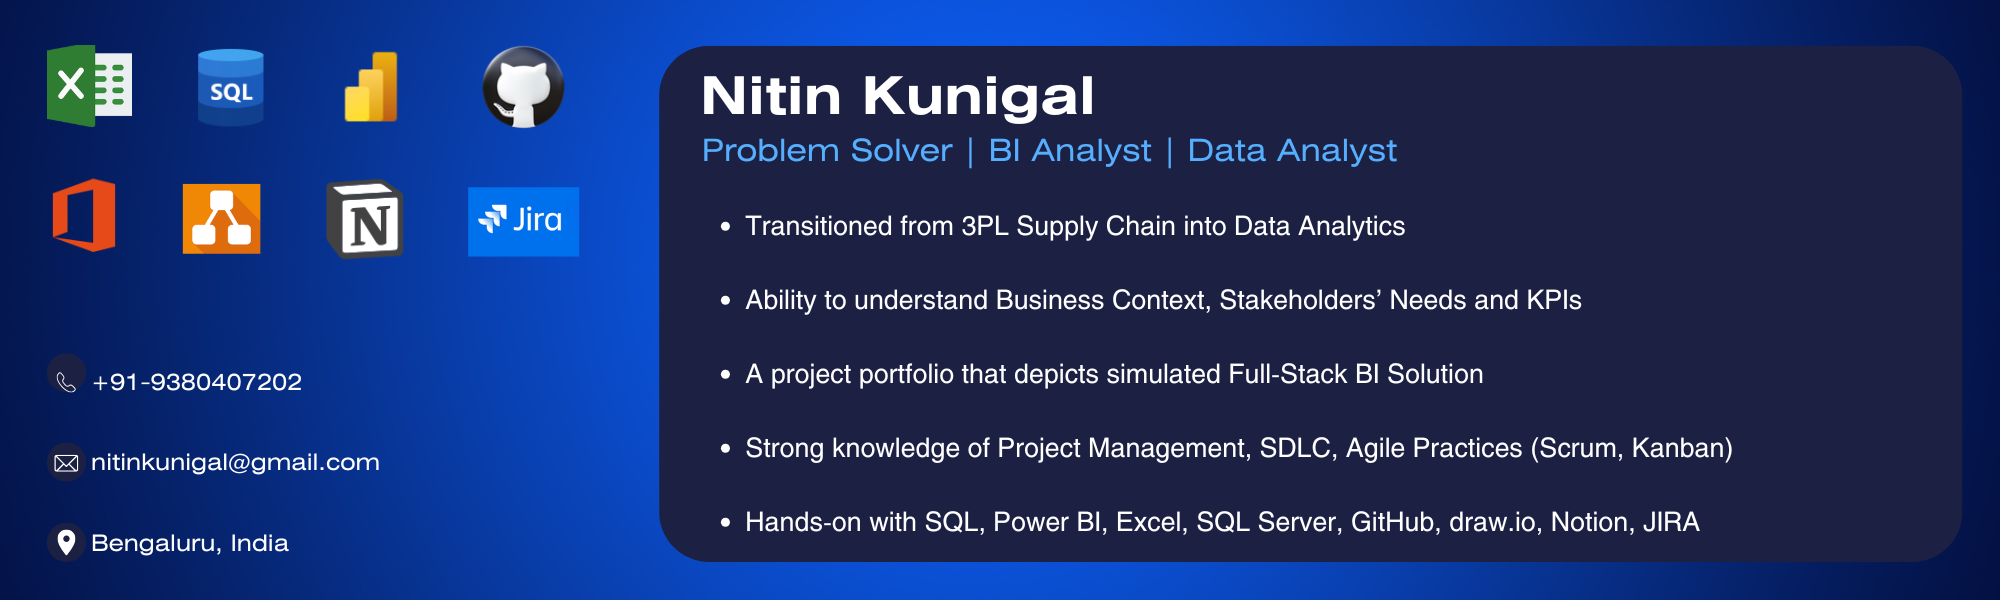 X
SQL
N
Jira
+91-9380407202
nitinkunigal@gmail.com
Bengaluru, India
Nitin Kunigal
Problem Solver | BI Analyst | Data Analyst
• Transitioned from 3PL Supply Chain into Data Analytics
• Ability to understand Business Context, Stakeholders’ Needs and KPIs
• A project portfolio that depicts simulated Full-Stack BI Solution
• Strong knowledge of Project Management, SDLC, Agile Practices (Scrum, Kanban)
• Hands-on with SQL, Power BI, Excel, SQL Server, GitHub, draw.io, Notion, JIRA